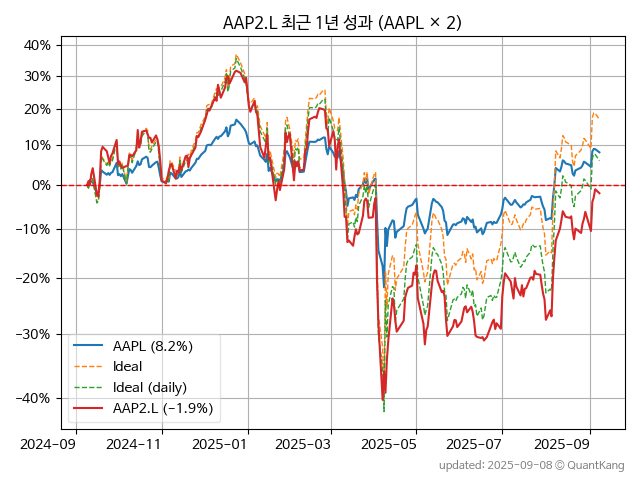 AAP2.L 최근 1년 성과 (AAPL × 2)
40%
30%
20%
10%
0%
−10%
−20%
−30%
−40%
AAPL (8.2%)
Ideal
Ideal (daily)
AAP2.L (−1.9%)
2024−09
2024−11
2025−01
2025−03
2025−05
2025−07
2025−09
updated: 2025−09−08 © QuantKang